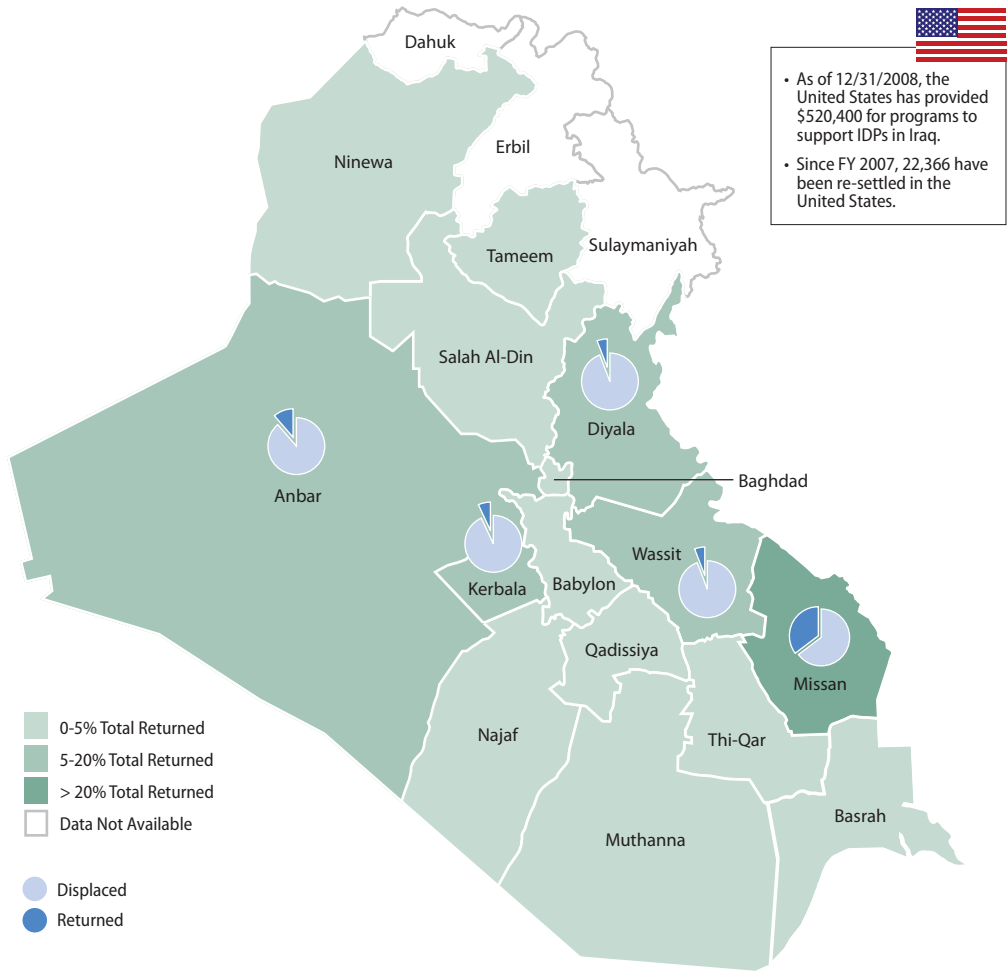 Dahuk
• As of 12/31/2008, the
United States has provided
$520,400 for programs to
support IDPs in Iraq.
• Since FY 2007, 22,366 have
been re-settled in the
United States.
Erbil
Ninewa
Sulaymaniyah
Tameem
Salah Al-Din
Diyala
Baghdad
Anbar
Wassit
Kerbala
Babylon
Qadissiya
Missan
Najaf
Thi-Qar
Basrah
Muthanna
0-5% Total Returned
5-20% Total Returned
> 20% Total Returned
Data Not Available
Displaced
Returned